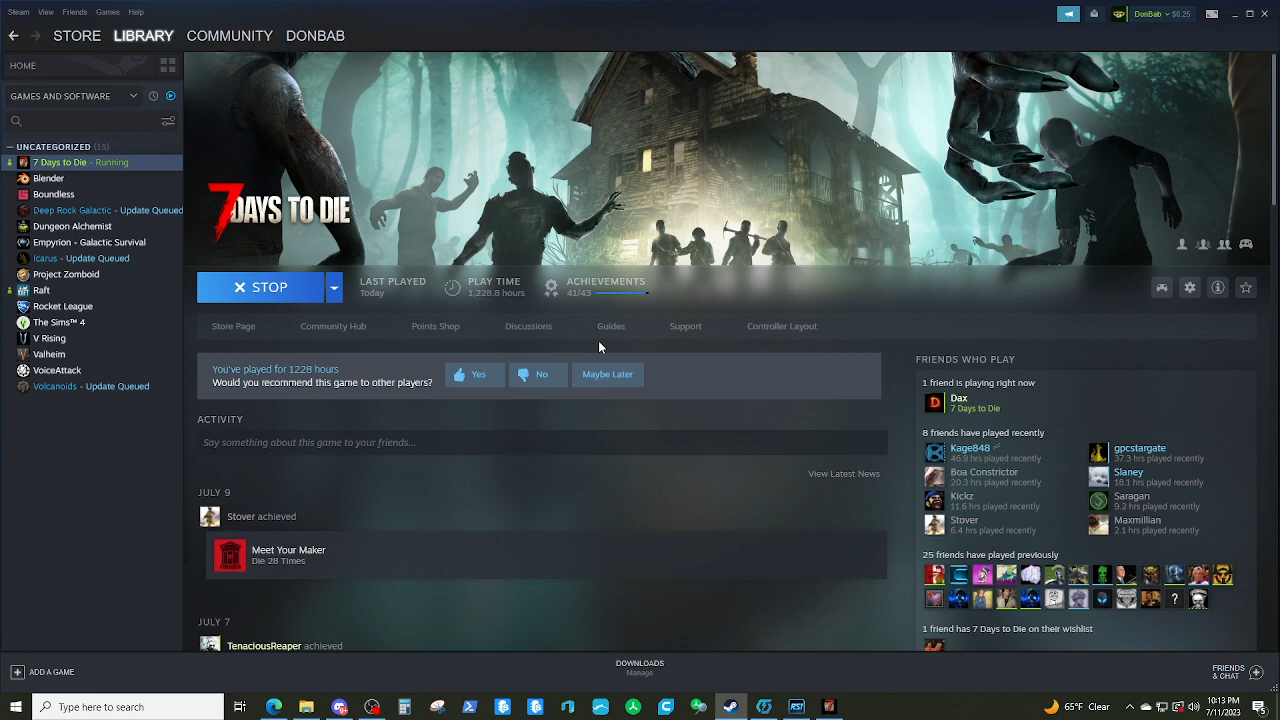 Steam View Friends Games Help DonBab $0.25
STORE LIBRARY COMMUNITY DONBAB
HOME
GAMES AND SOFTWARE
UNCATEGORIZED (15)
7 Days to Die - Running
Blender
Boundless
Deep Rock Galactic - Update Queued
Dungeon Alchemist
Empyrion - Galactic Survival
Icarus - Update Queued
Project Zomboid
Raft
Rocket League
The Sims™ 4
V Rising
Valheim
VoiceAttack
Volcanoids - Update Queued
7 DAYS TO DIE
STOP
LAST PLAYED
Today
PLAY TIME
1,228.8 hours
ACHIEVEMENTS
41/43
Store Page Community Hub Points Shop Discussions Guides Support Controller Layout
You've played for 1228 hours
Would you recommend this game to other players? Yes No Maybe Later
ACTIVITY
Say something about this game to your friends...
View Latest News
JULY 9
Stover achieved
Meet Your Maker
Die 28 Times
JULY 7
TenaciousReaper achieved
FRIENDS WHO PLAY
1 friend is playing right now
D
Dax
7 Days to Die
8 friends have played recently
Kage848
46.9 hrs played recently
gpcstargate
37.3 hrs played recently
Boa Constrictor
20.3 hrs played recently
Slaney
18.1 hrs played recently
Kickz
11.6 hrs played recently
Saragan
9.2 hrs played recently
Stover
6.4 hrs played recently
Maxmillian
2.1 hrs played recently
25 friends have played previously
?
1 friend has 7 Days to Die on their wishlist
ADD A GAME
DOWNLOADS
Manage
FRIENDS
& CHAT
Type here to search
RST
65°F Clear
10:13 PM
7/11/2023